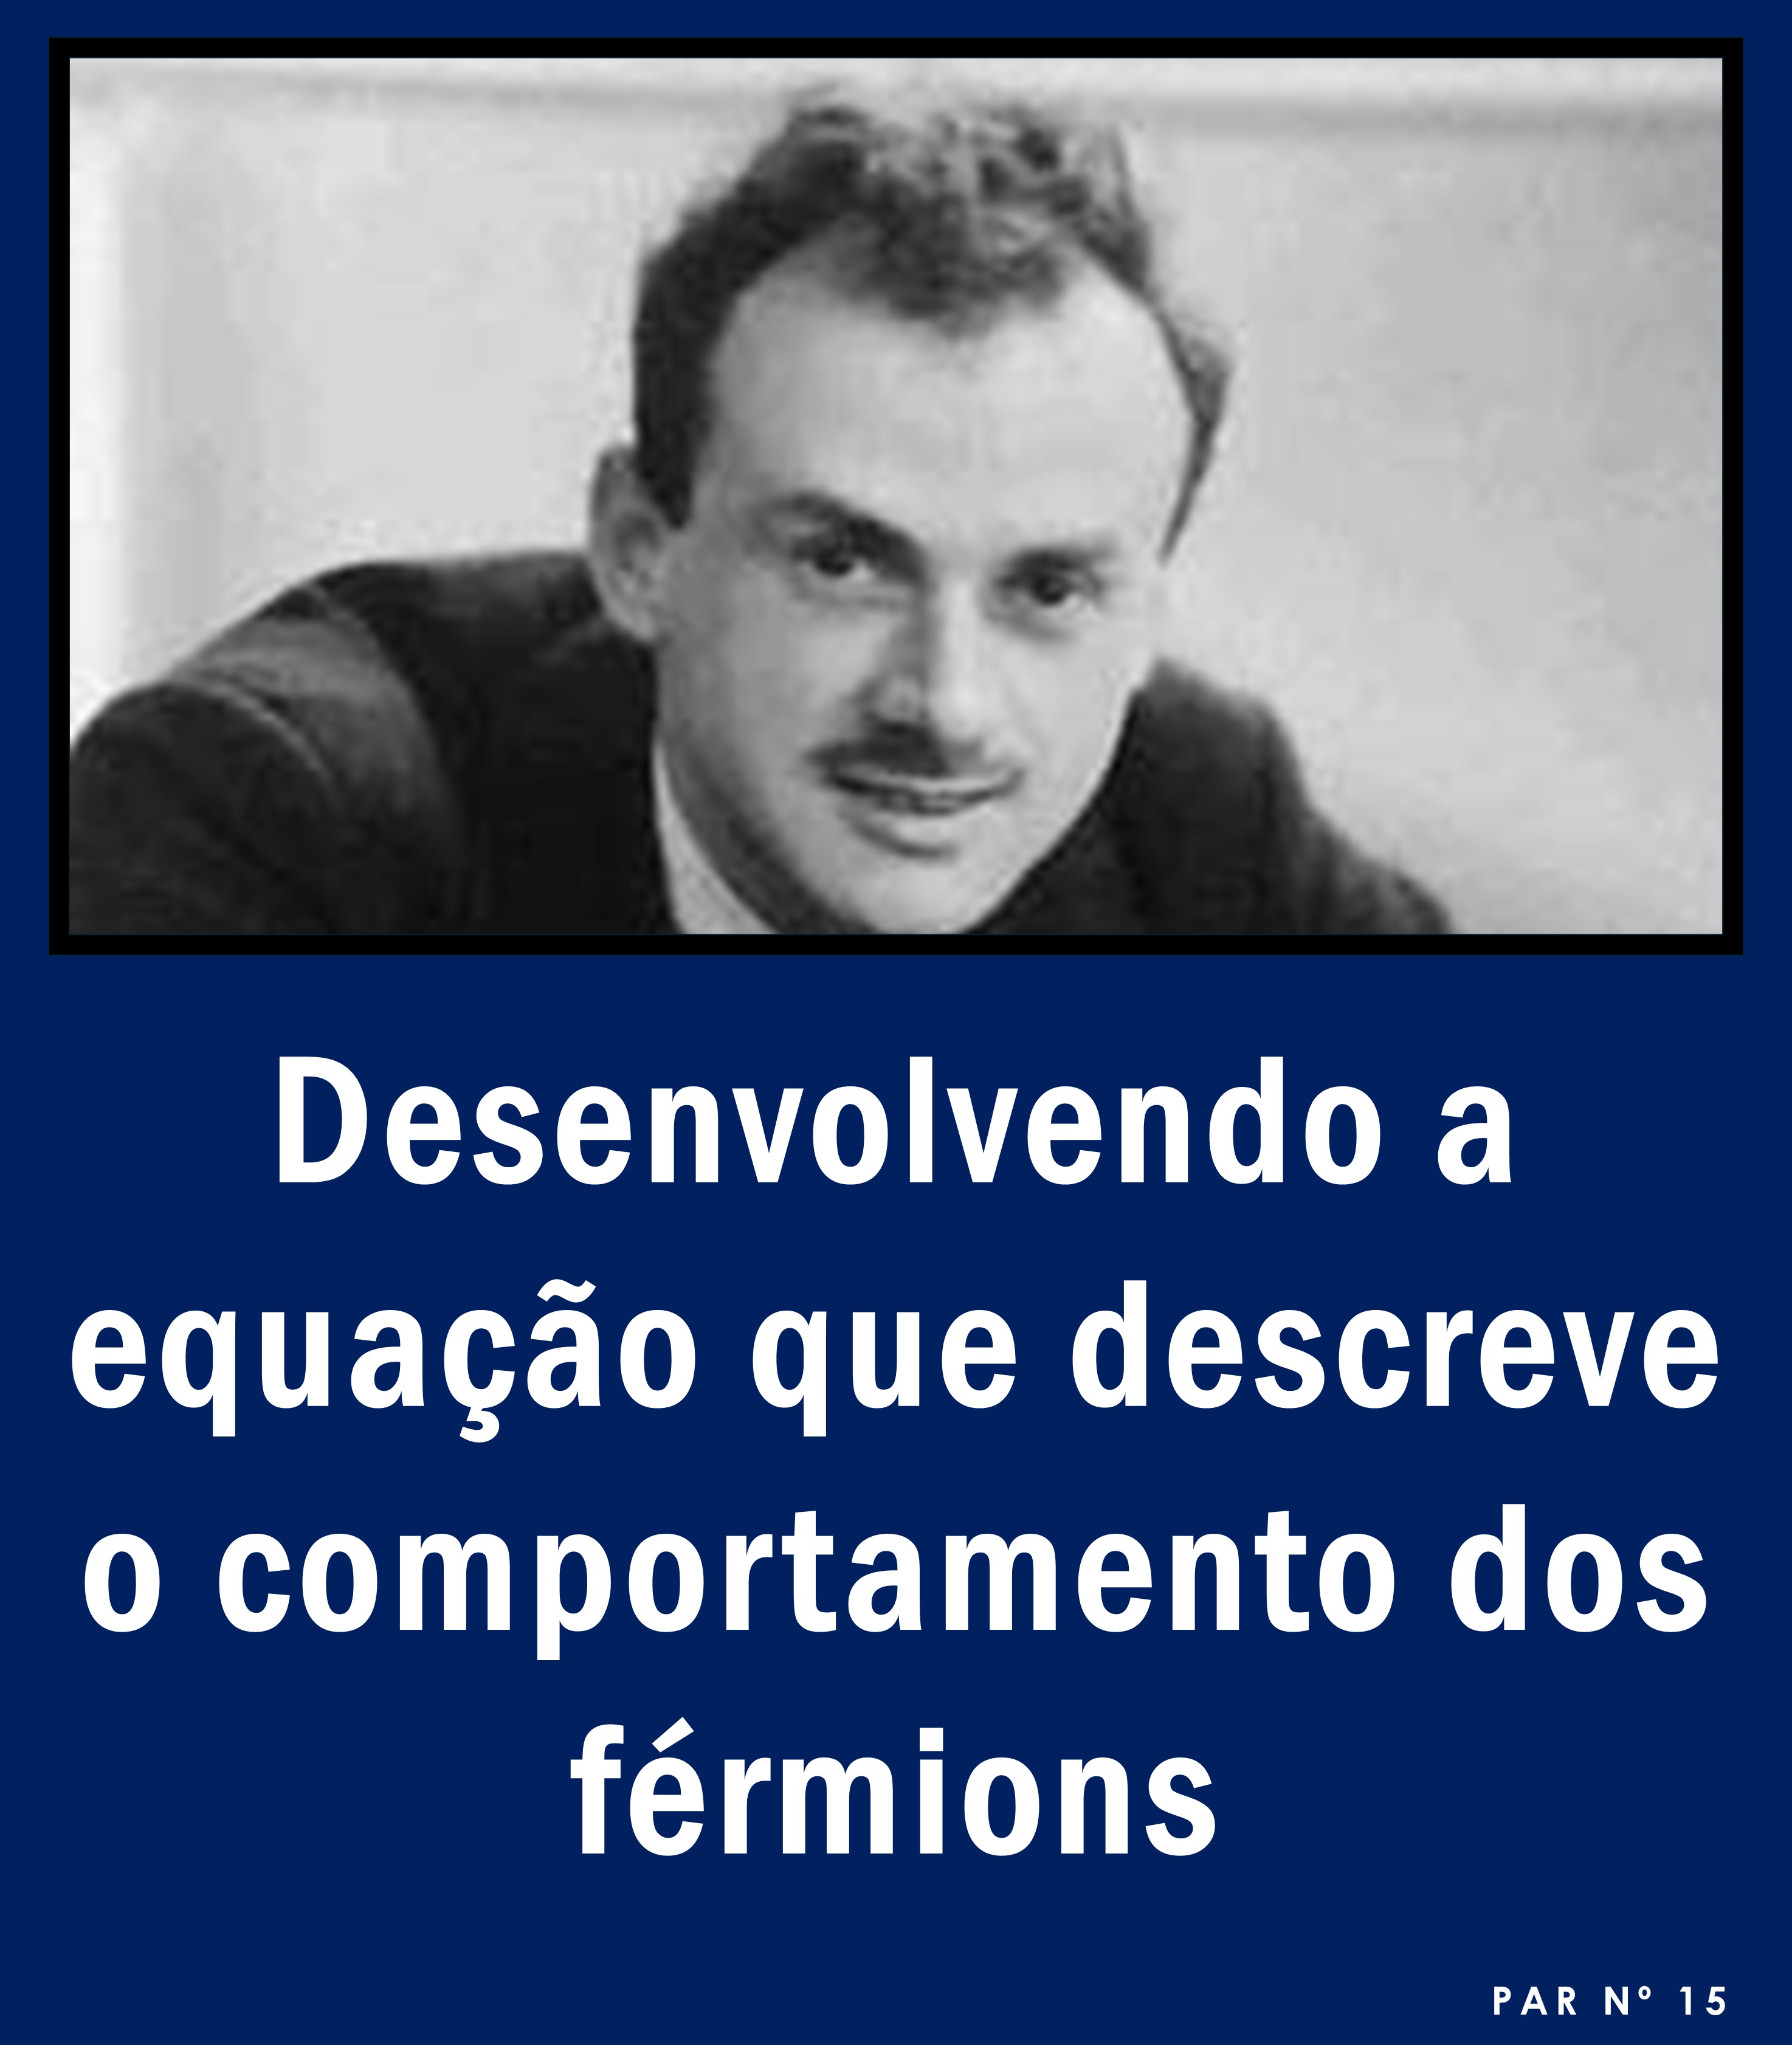 Desenvolvendo a
equação que descreve
o comportamento dos
férmions
PAR Nº 15